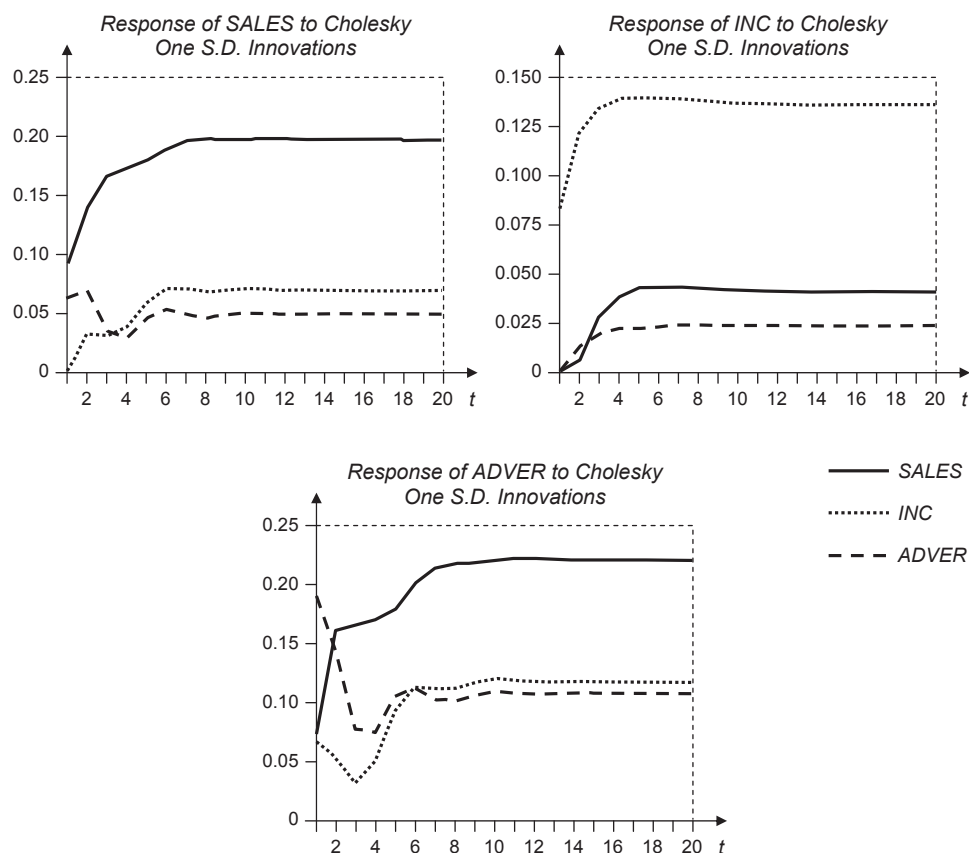 Response of SALES to Cholesky
One S.D. Innovations
0.25
0.20
0.15
0.10
0.05
0
2 4 6 8 10 12 14 16 18 20 t
Response of INC to Cholesky
One S.D. Innovations
0.150
0.125
0.100
0.075
0.050
0.025
0
2 4 6 8 10 12 14 16 18 20 t
Response of ADVER to Cholesky
One S.D. Innovations
0.25
0.20
0.15
0.10
0.05
0
2 4 6 8 10 12 14 16 18 20 t
SALES
INC
ADVER